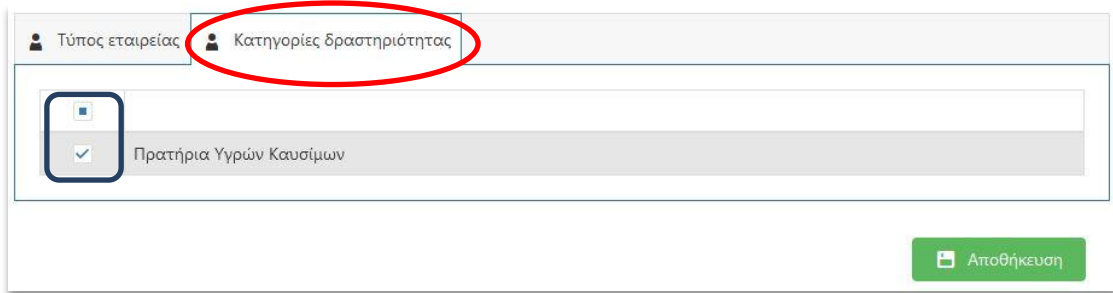 Τύπος εταιρείας Κατηγορίες δραστηριότητας
Πρατήρια Υγρών Καυσίμων
Αποθήκευση